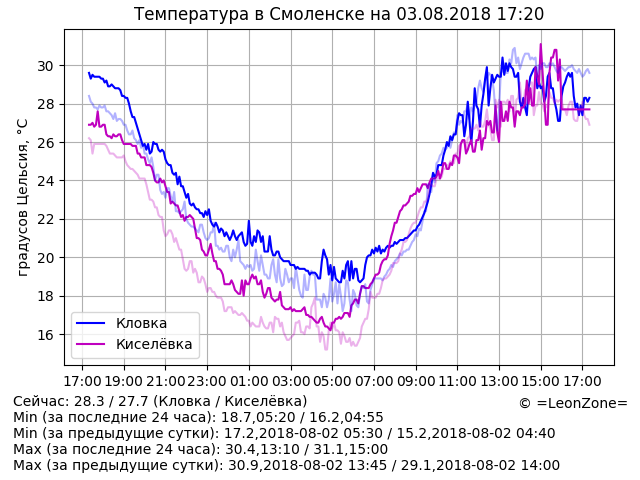 Температура в Смоленске на 03.08.2018 17:20
градусов Цельсия, °C
30
28
26
24
22
20
18
16
Кловка
Киселёвка
17:00 19:00 21:00 23:00 01:00 03:00 05:00 07:00 09:00 11:00 13:00 15:00 17:00
Сейчас: 28.3 / 27.7 (Кловка / Киселёвка)
© =LeonZone=
Min (за последние 24 часа): 18.7,05:20 / 16.2,04:55
Min (за предыдущие сутки): 17.2,2018-08-02 05:30 / 15.2,2018-08-02 04:40
Max (за последние 24 часа): 30.4,13:10 / 31.1,15:00
Max (за предыдущие сутки): 30.9,2018-08-02 13:45 / 29.1,2018-08-02 14:00